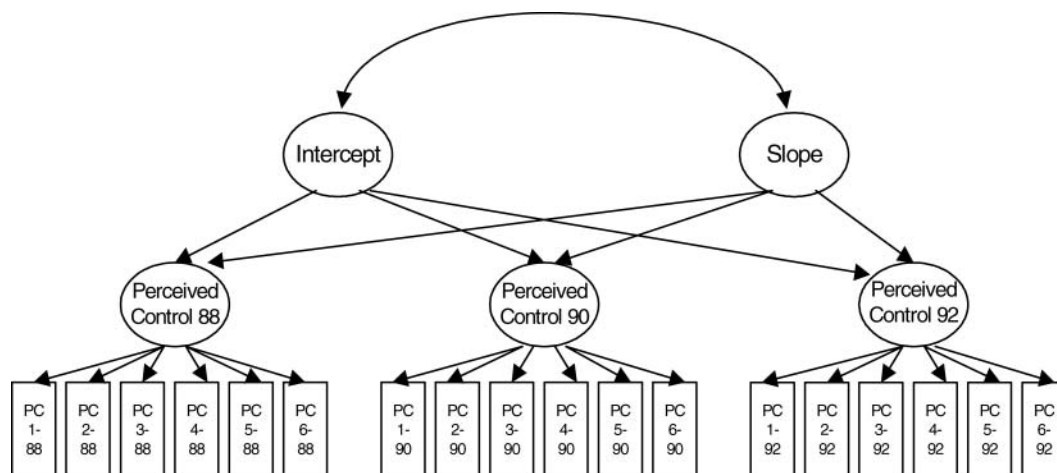 Intercept
Slope
Perceived
Control 88
Perceived
Control 90
Perceived
Control 92
PC
1-
88
PC
2-
88
PC
3-
88
PC
4-
88
PC
5-
88
PC
6-
88
PC
1-
90
PC
2-
90
PC
3-
90
PC
4-
90
PC
5-
90
PC
6-
90
PC
1-
92
PC
2-
92
PC
3-
92
PC
4-
92
PC
5-
92
PC
6-
92